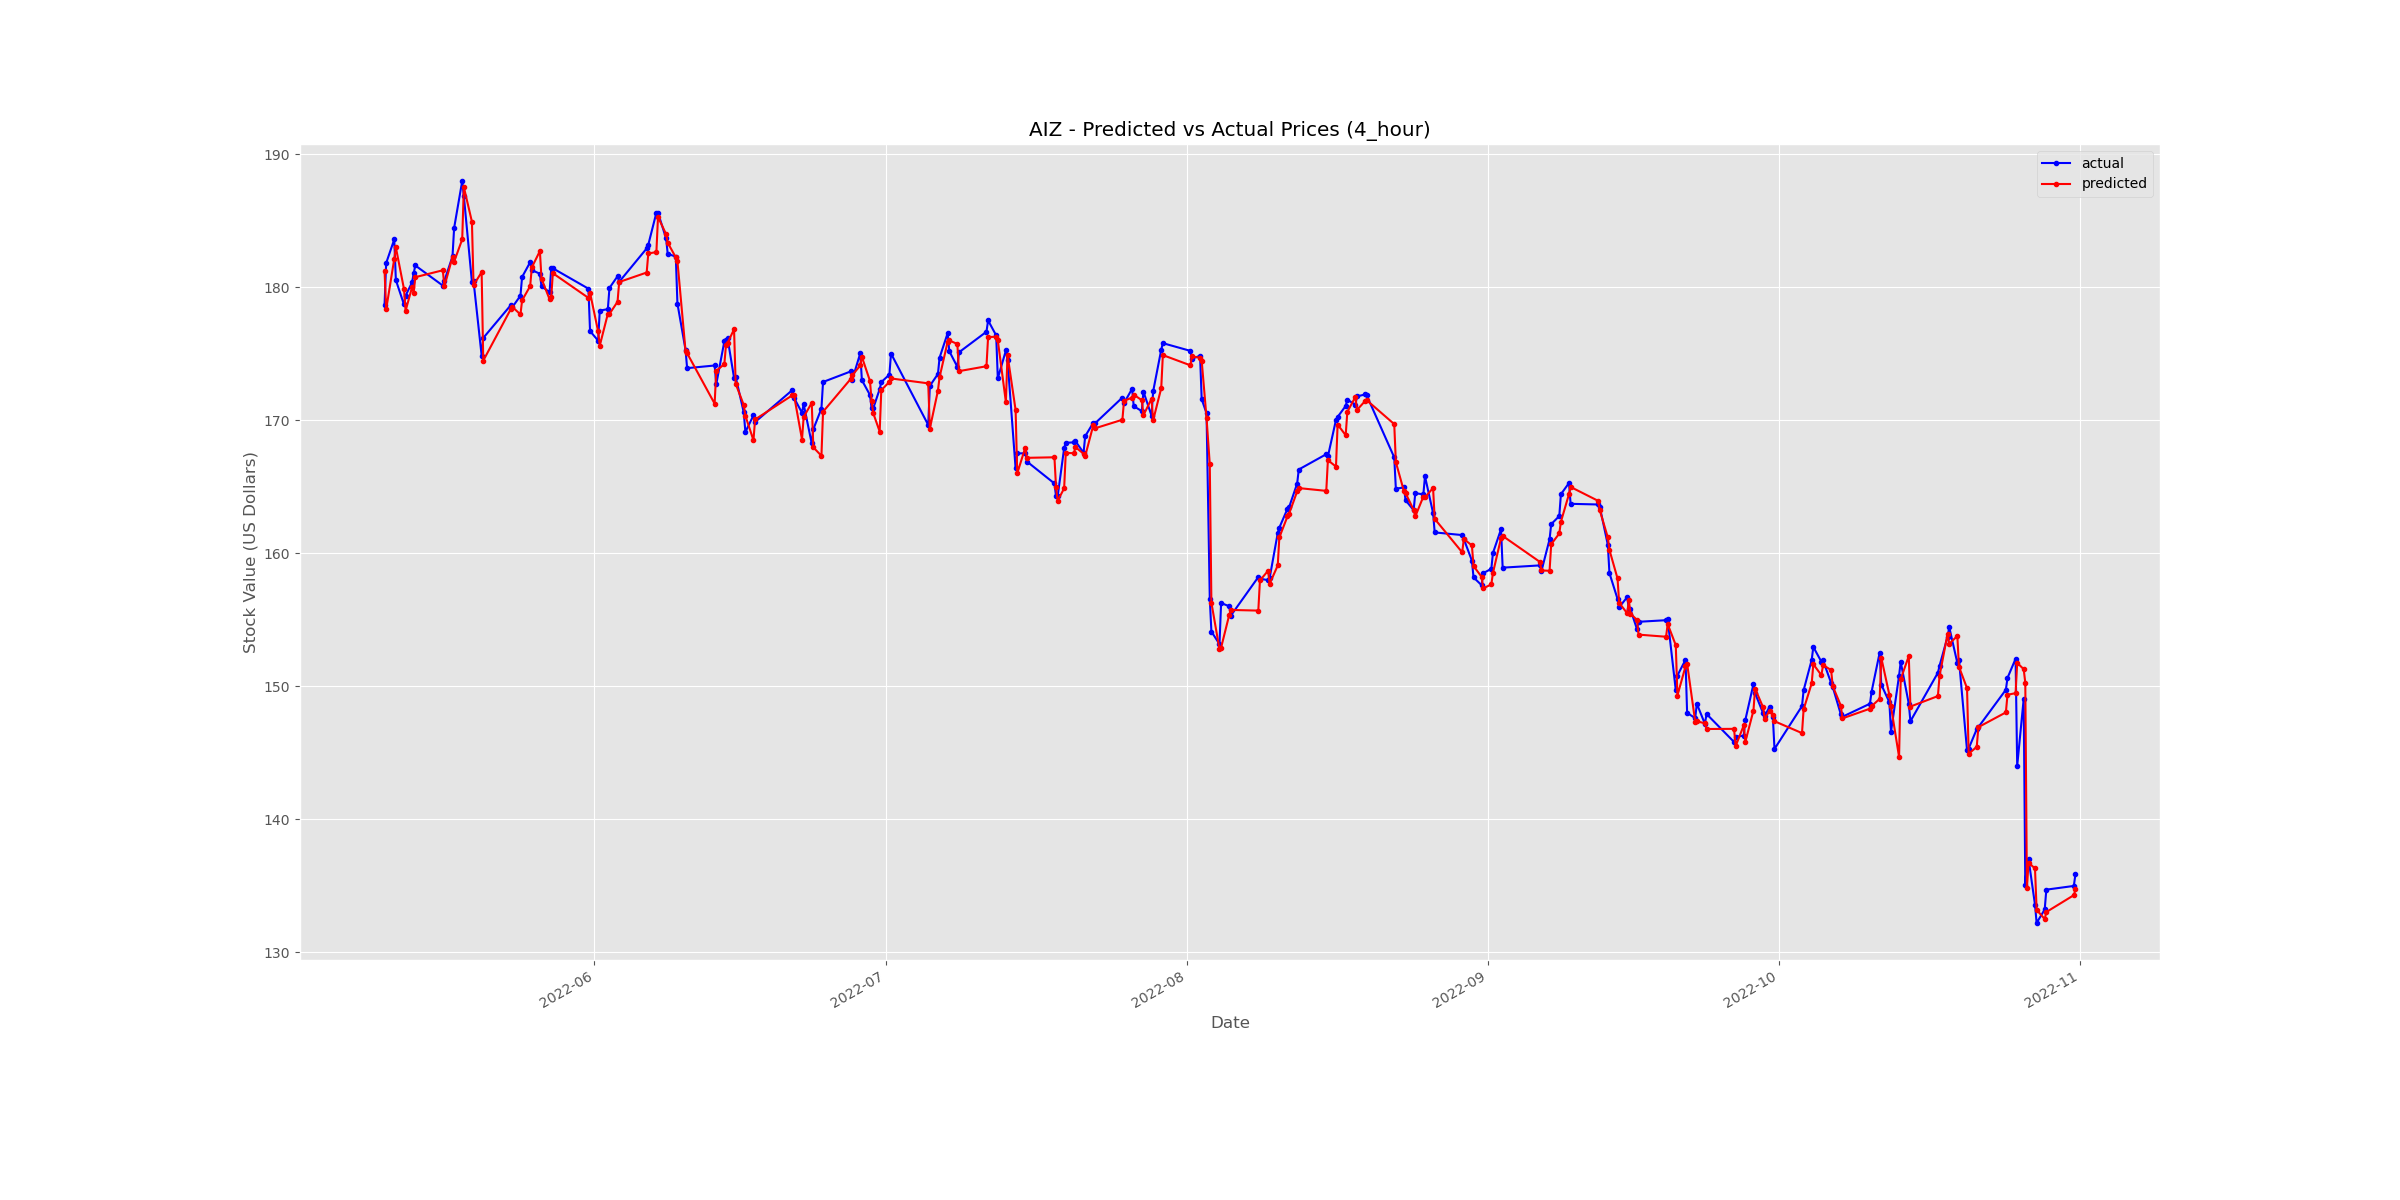 AIZ - Predicted vs Actual Prices (4_hour)
actual
predicted
Stock Value (US Dollars)
190
180
170
160
150
140
130
2022-06
2022-07
2022-08
2022-09
2022-10
2022-11
Date